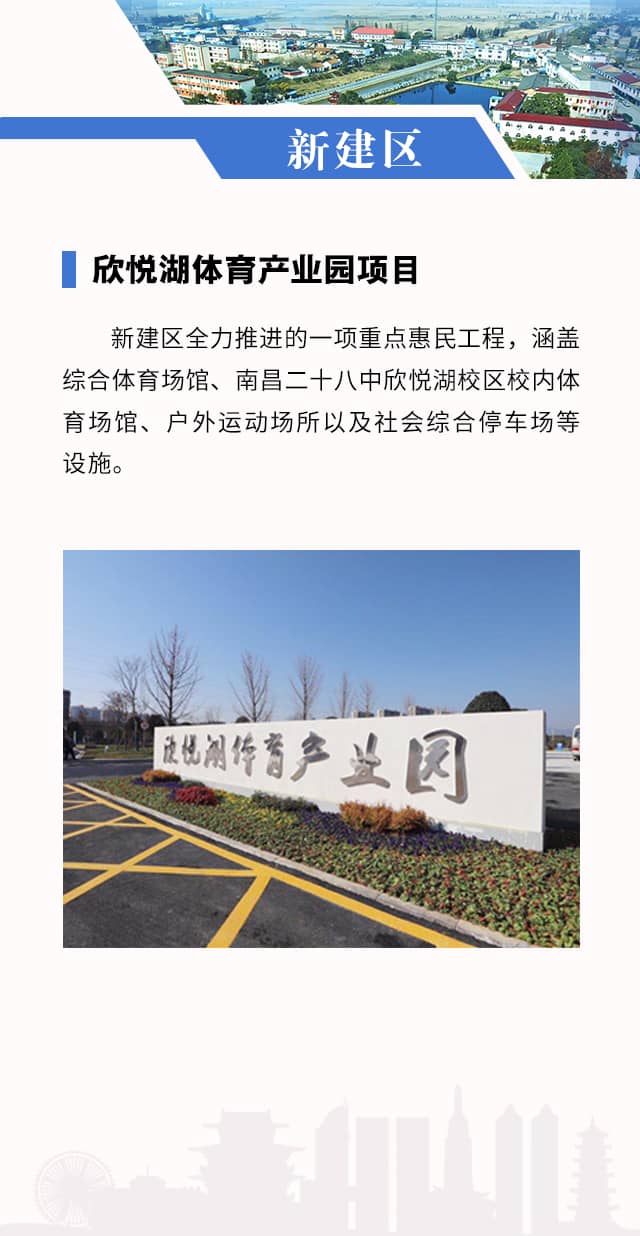 新建区
欣悦湖体育产业园项目
新建区全力推进的一项重点惠民工程，涵盖
综合体育场馆、南昌二十八中欣悦湖校区校内体
育场馆、户外运动场所以及社会综合停车场等
设施。
欣悦湖体育产业园